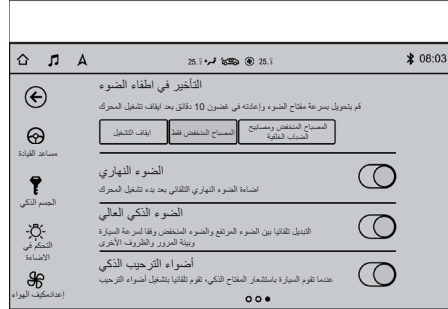 25.5 25.5 08:03
التأخير في اطفاء الضوء
قم بتحويل بسرعة مفتاح الضوء وإعادته في غضون 10 دقائق بعد ايقاف تشغيل المحرك
المصباح المنخفض ومصابيح الضباب الخلفية
المصباح المنخفض فقط
ايقاف التشغيل
مساعد القيادة
الضوء النهاري
اضاءة الضوء النهاري التلقائي بعد بدء تشغيل المحرك
الجسم الذكي
الضوء الذكي العالي
التبديل تلقائيا بين الضوء المرتفع والضوء المنخفض وفقا لسرعة السيارة
وبيئة المرور والظروف الأخرى
التحكم في
الاضاءة
أضواء الترحيب الذكي
عندما تقوم السيارة باستشعار المفتاح الذكي، تقوم تلقائيا بتشغيل أضواء الترحيب
إعدادمكيف الهواء